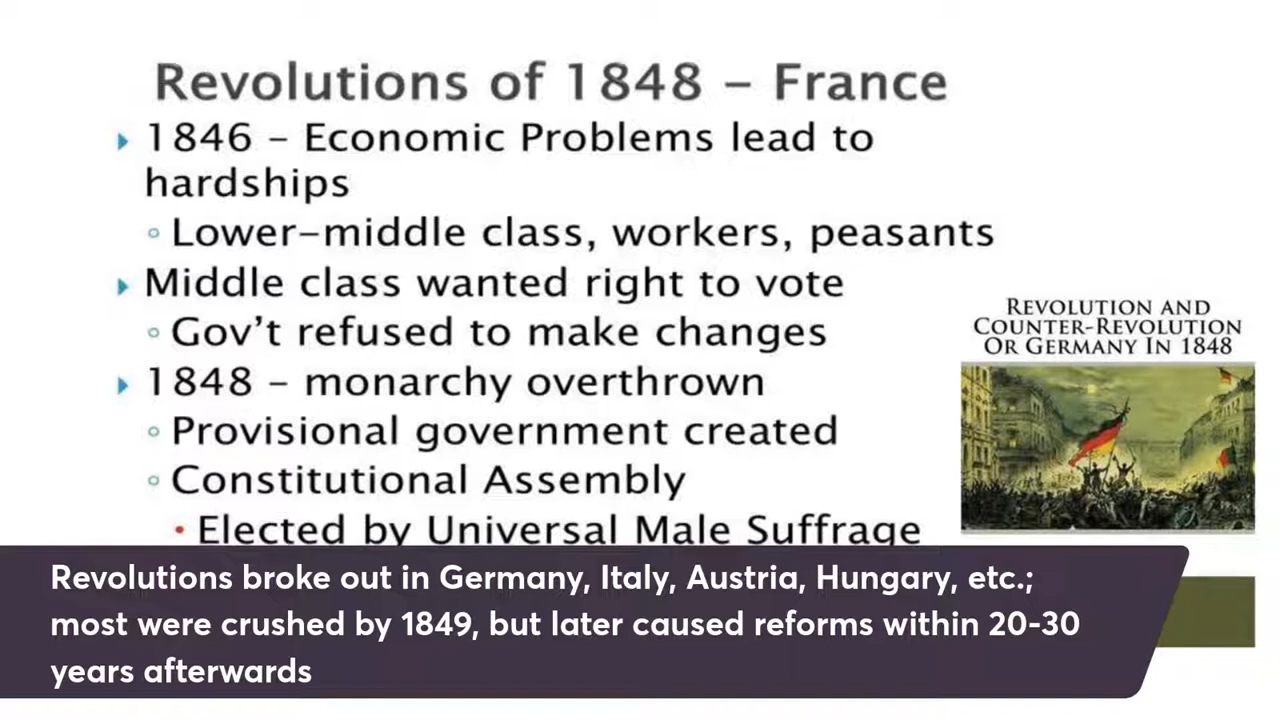 Revolutions of 1848 – France
1846 – Economic Problems lead to
hardships
Lower-middle class, workers, peasants
Middle class wanted right to vote
Gov't refused to make changes
1848 – monarchy overthrown
Provisional government created
Constitutional Assembly
Elected by Universal Male Suffrage
REVOLUTION AND
COUNTER-REVOLUTION
OR GERMANY IN 1848
Revolutions broke out in Germany, Italy, Austria, Hungary, etc.;
most were crushed by 1849, but later caused reforms within 20-30
years afterwards